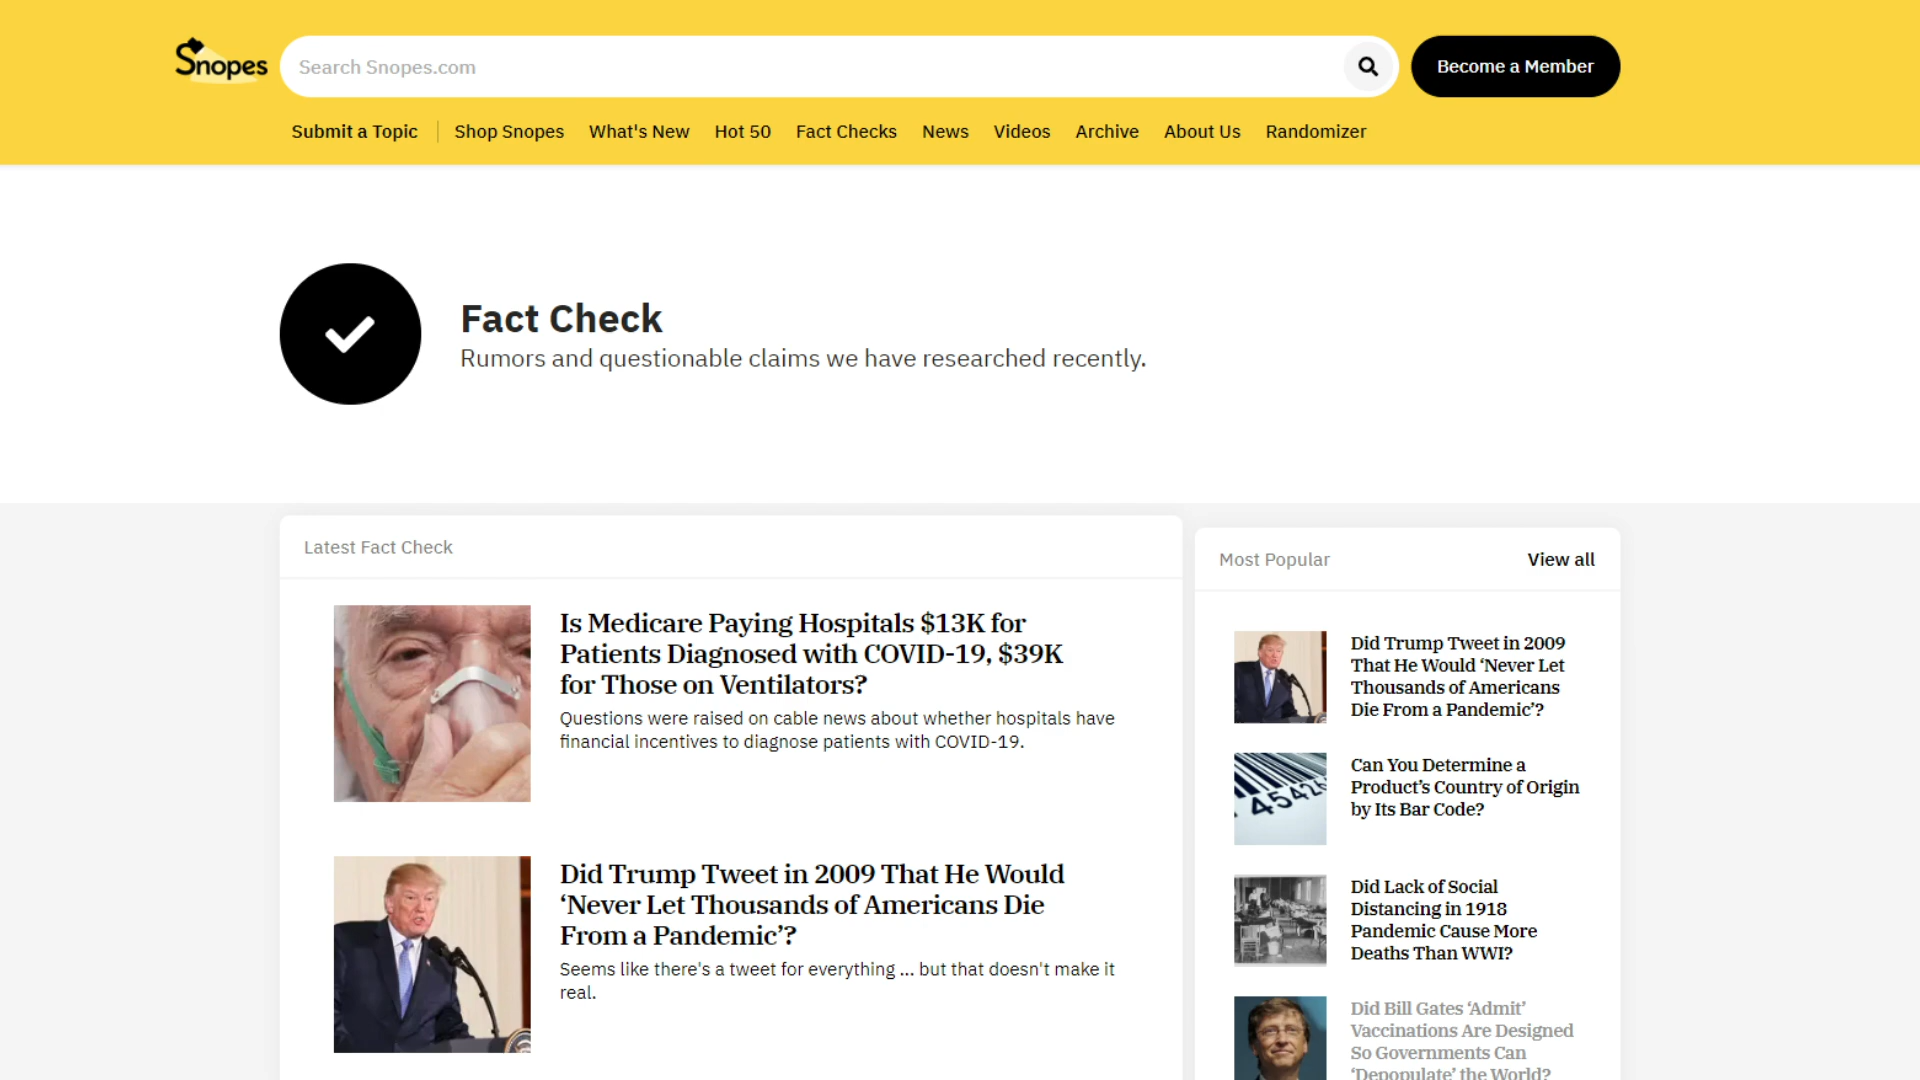 Snopes
Search Snopes.com
Become a Member
Submit a Topic
Shop Snopes
What's New
Hot 50
Fact Checks
News
Videos
Archive
About Us
Randomizer
Fact Check
Rumors and questionable claims we have researched recently.
Latest Fact Check
Is Medicare Paying Hospitals $13K for
Patients Diagnosed with COVID-19, $39K
for Those on Ventilators?
Questions were raised on cable news about whether hospitals have
financial incentives to diagnose patients with COVID-19.
Did Trump Tweet in 2009 That He Would
‘Never Let Thousands of Americans Die
From a Pandemic’?
Seems like there's a tweet for everything ... but that doesn't make it
real.
Most Popular
View all
Did Trump Tweet in 2009
That He Would ‘Never Let
Thousands of Americans
Die From a Pandemic’?
45426
Can You Determine a
Product’s Country of Origin
by Its Bar Code?
Did Lack of Social
Distancing in 1918
Pandemic Cause More
Deaths Than WWI?
Did Bill Gates ‘Admit’
Vaccinations Are Designed
So Governments Can
‘Depopulate’ the World?